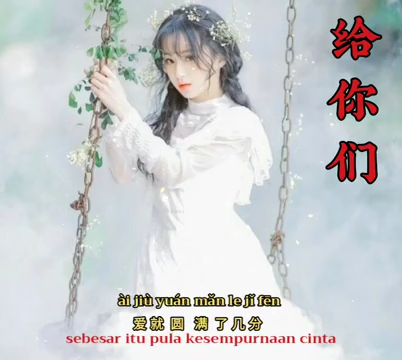 给你们
ài jiù yuán mǎn le jǐ fēn
爱就圆 满了几分
sebesar itu pula kesempurnaan cinta